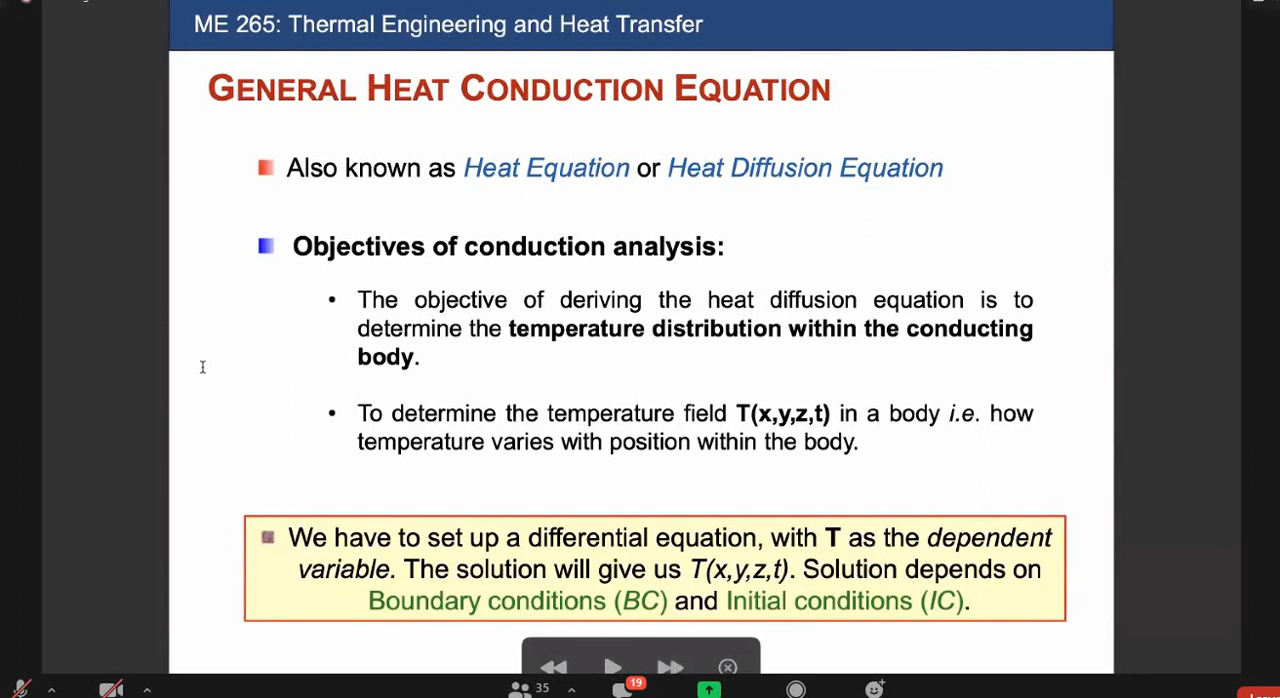 ME 265: Thermal Engineering and Heat Transfer
GENERAL HEAT CONDUCTION EQUATION
Also known as Heat Equation or Heat Diffusion Equation
Objectives of conduction analysis:
• The objective of deriving the heat diffusion equation is to
determine the temperature distribution within the conducting
body.
• To determine the temperature field T(x,y,z,t) in a body i.e. how
temperature varies with position within the body.
We have to set up a differential equation, with T as the dependent
variable. The solution will give us T(x,y,z,t). Solution depends on
Boundary conditions (BC) and Initial conditions (IC).
35
19